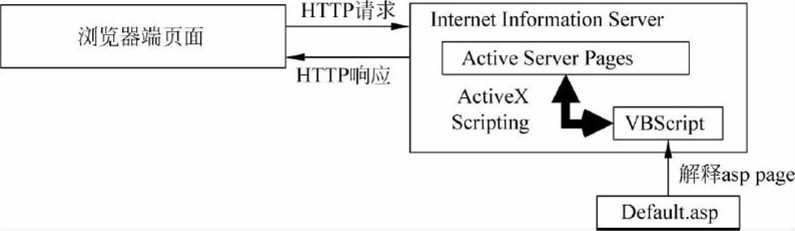 浏览器端页面
HTTP请求
HTTP响应
Internet Information Server
Active Server Pages
ActiveX
Scripting
VBScript
解释asp page
Default.asp